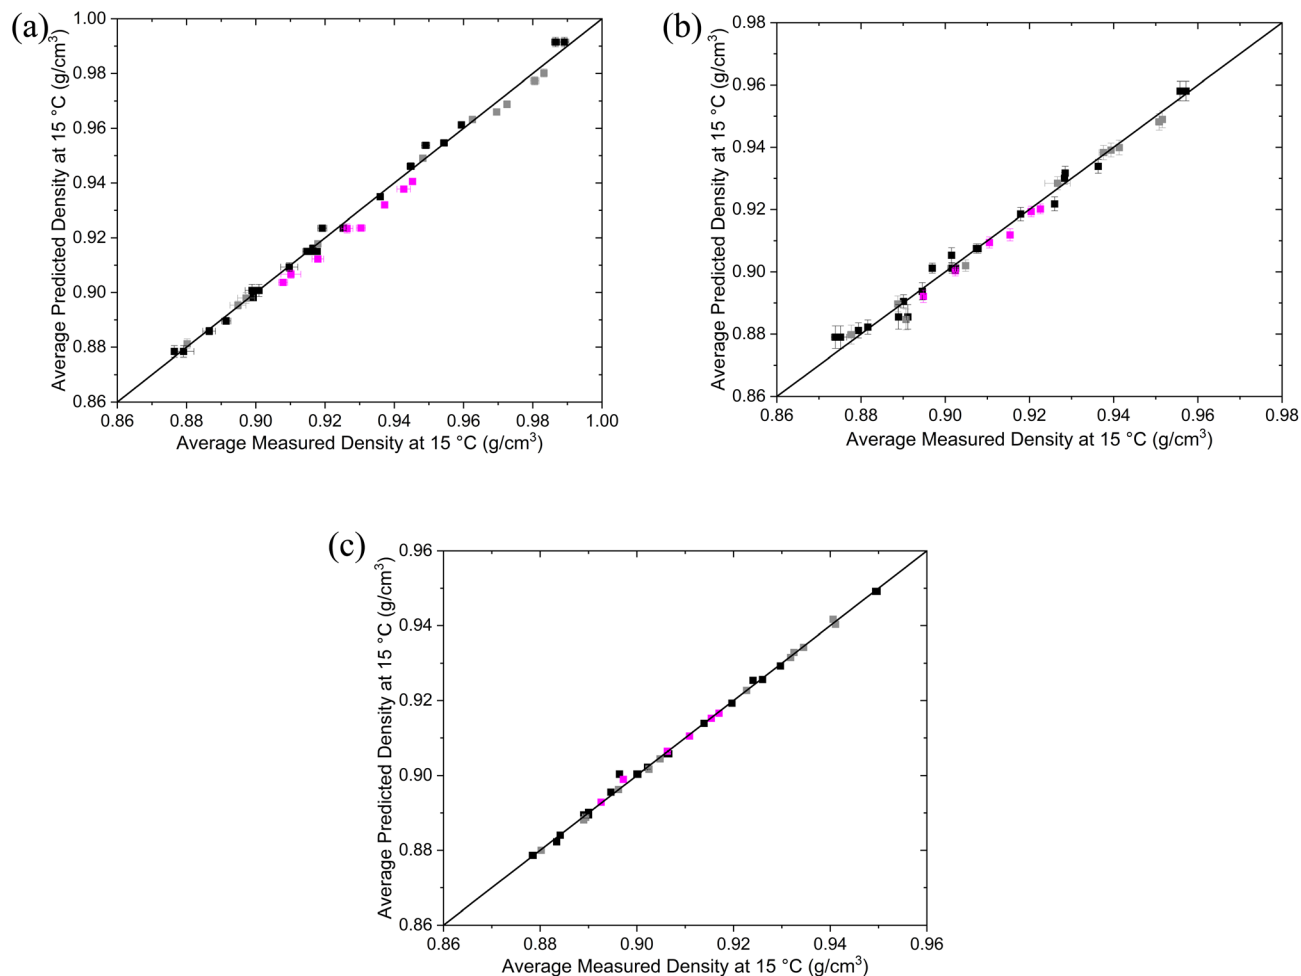 (a)
1.00
0.98
0.96
0.94
0.92
0.90
0.88
0.86
Average Predicted Density at 15 °C (g/cm³)
0.86 0.88 0.90 0.92 0.94 0.96 0.98 1.00
Average Measured Density at 15 °C (g/cm³)
(b)
0.98
0.96
0.94
0.92
0.90
0.88
0.86
Average Predicted Density at 15 °C (g/cm³)
0.86 0.88 0.90 0.92 0.94 0.96 0.98
Average Measured Density at 15 °C (g/cm³)
(c)
0.96
0.94
0.92
0.90
0.88
0.86
Average Predicted Density at 15 °C (g/cm³)
0.86 0.88 0.90 0.92 0.94 0.96
Average Measured Density at 15 °C (g/cm³)